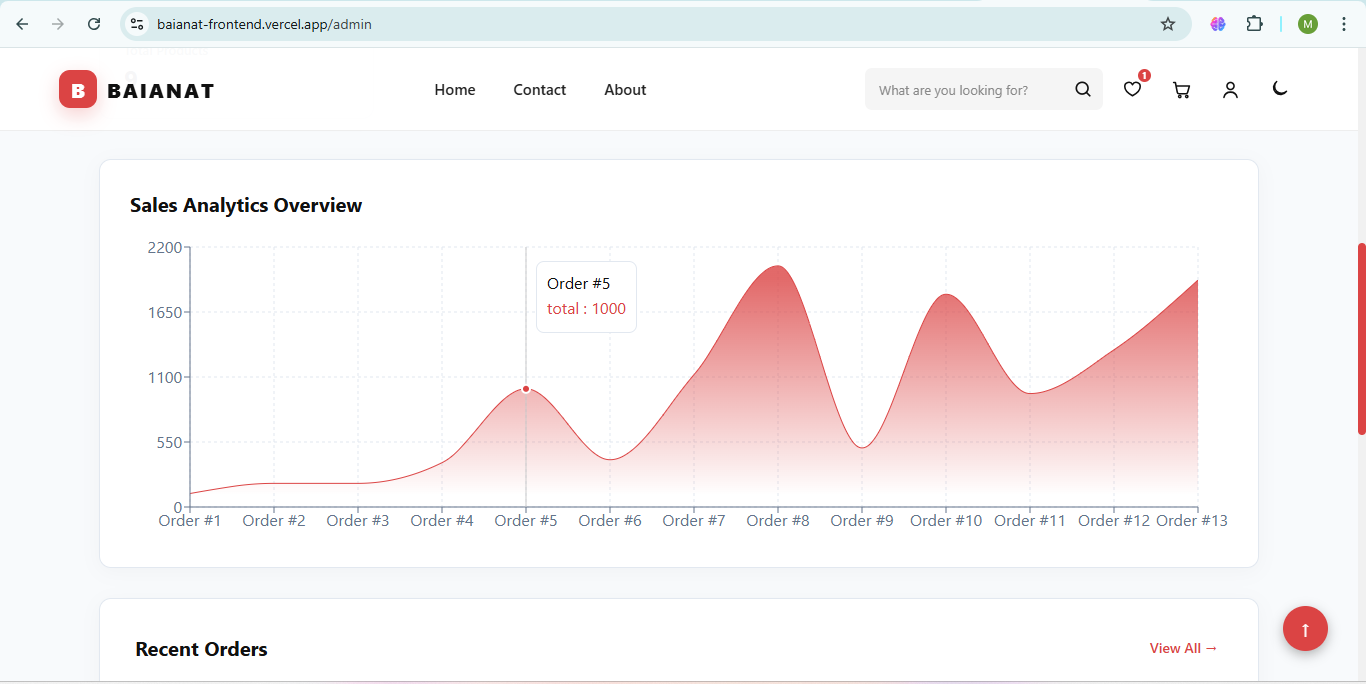 baianat-frontend.vercel.app/admin
M
B BAIANAT
Home Contact About
What are you looking for?
1
Sales Analytics Overview
2200
1650
1100
550
0
Order #5
total : 1000
Order #1 Order #2 Order #3 Order #4 Order #5 Order #6 Order #7 Order #8 Order #9 Order #10 Order #11 Order #12 Order #13
Recent Orders
View All →
↑